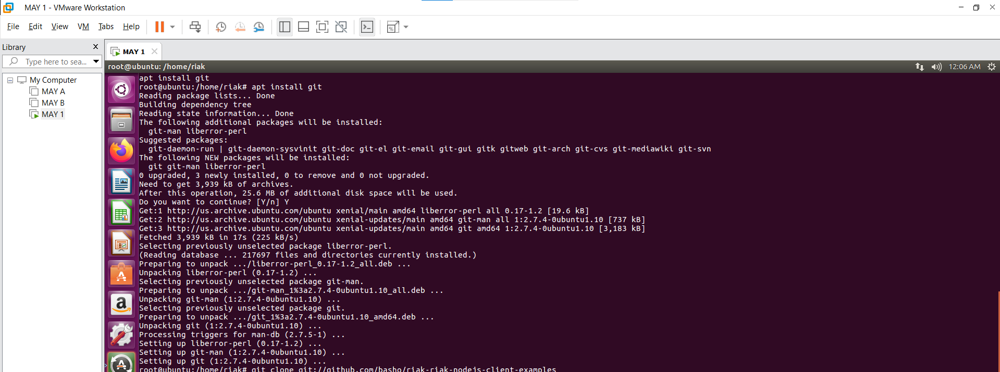 MAY 1 - VMware Workstation
File Edit View VM Tabs Help
Library
MAY 1
Type here to sea...
root@ubuntu: /home/riak 12:06 AM
My Computer
MAY A
MAY B
MAY 1
apt install git
root@ubuntu:/home/riak# apt install git
Reading package lists... Done
Building dependency tree
Reading state information... Done
The following additional packages will be installed:
git-man liberror-perl
Suggested packages:
git-daemon-run | git-daemon-sysvinit git-doc git-el git-email git-gui gitk gitweb git-arch git-cvs git-mediawiki git-svn
The following NEW packages will be installed:
git git-man liberror-perl
0 upgraded, 3 newly installed, 0 to remove and 0 not upgraded.
Need to get 3,939 kB of archives.
After this operation, 25.6 MB of additional disk space will be used.
Do you want to continue? [Y/n] Y
Get:1 http://us.archive.ubuntu.com/ubuntu xenial/main amd64 liberror-perl all 0.17-1.2 [19.6 kB]
Get:2 http://us.archive.ubuntu.com/ubuntu xenial-updates/main amd64 git-man all 1:2.7.4-0ubuntu1.10 [737 kB]
Get:3 http://us.archive.ubuntu.com/ubuntu xenial-updates/main amd64 git amd64 1:2.7.4-0ubuntu1.10 [3,183 kB]
Fetched 3,939 kB in 17s (225 kB/s)
Selecting previously unselected package liberror-perl.
(Reading database ... 217697 files and directories currently installed.)
Preparing to unpack .../liberror-perl_0.17-1.2_all.deb ...
Unpacking liberror-perl (0.17-1.2) ...
Selecting previously unselected package git-man.
Preparing to unpack .../git-man_1%3a2.7.4-0ubuntu1.10_all.deb ...
Unpacking git-man (1:2.7.4-0ubuntu1.10) ...
Selecting previously unselected package git.
Preparing to unpack .../git_1%3a2.7.4-0ubuntu1.10_amd64.deb ...
Unpacking git (1:2.7.4-0ubuntu1.10) ...
Processing triggers for man-db (2.7.5-1) ...
Setting up liberror-perl (0.17-1.2) ...
Setting up git-man (1:2.7.4-0ubuntu1.10) ...
Setting up git (1:2.7.4-0ubuntu1.10) ...
root@ubuntu:/home/riak# git clone git://github.com/basho/riak-riak-nodejs-client-examples